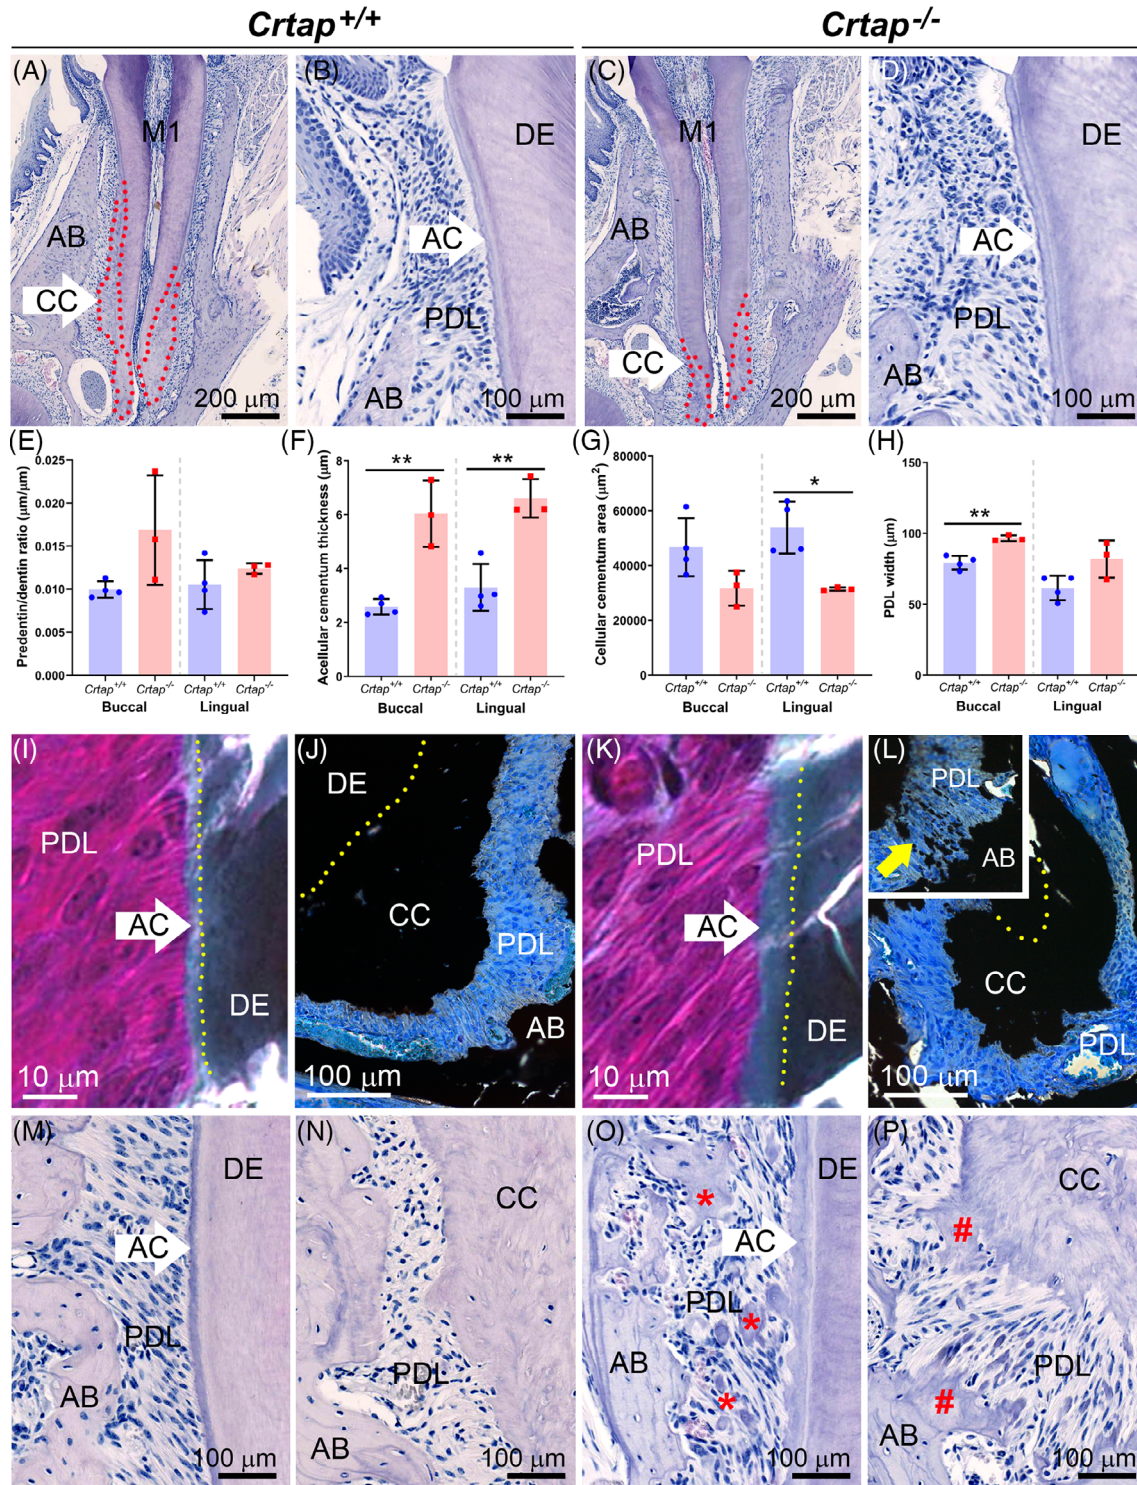 Crtap+/+
Crtap-/-
(A)
M1
AB
CC
200 μm
(B)
DE
AC
PDL
AB
100 μm
(C)
M1
AB
CC
200 μm
(D)
DE
AC
PDL
AB
100 μm
(E)
Predentin/dentin ratio (μm/μm)
0.025
0.020
0.015
0.010
0.005
0.000
Crtap+/+ Crtap-/- Crtap+/+ Crtap-/-
Buccal Lingual
(F)
Acellular cementum thickness (μm)
8
6
4
2
0
** **
Crtap+/+ Crtap-/- Crtap+/+ Crtap-/-
Buccal Lingual
(G)
Cellular cementum area (μm2)
80000
60000
40000
20000
0
*
Crtap+/+ Crtap-/- Crtap+/+ Crtap-/-
Buccal Lingual
(H)
PDL width (μm)
150
100
50
0
**
Crtap+/+ Crtap-/- Crtap+/+ Crtap-/-
Buccal Lingual
(I)
PDL
AC
DE
10 μm
(J)
DE
CC
PDL
AB
100 μm
(K)
PDL
AC
DE
10 μm
(L)
PDL
AB
CC
PDL
100 μm
(M)
DE
AC
PDL
AB
100 μm
(N)
CC
PDL
AB
100 μm
(O)
DE
*
AC
PDL
*
AB
*
100 μm
(P)
CC
#
PDL
#
AB
100 μm